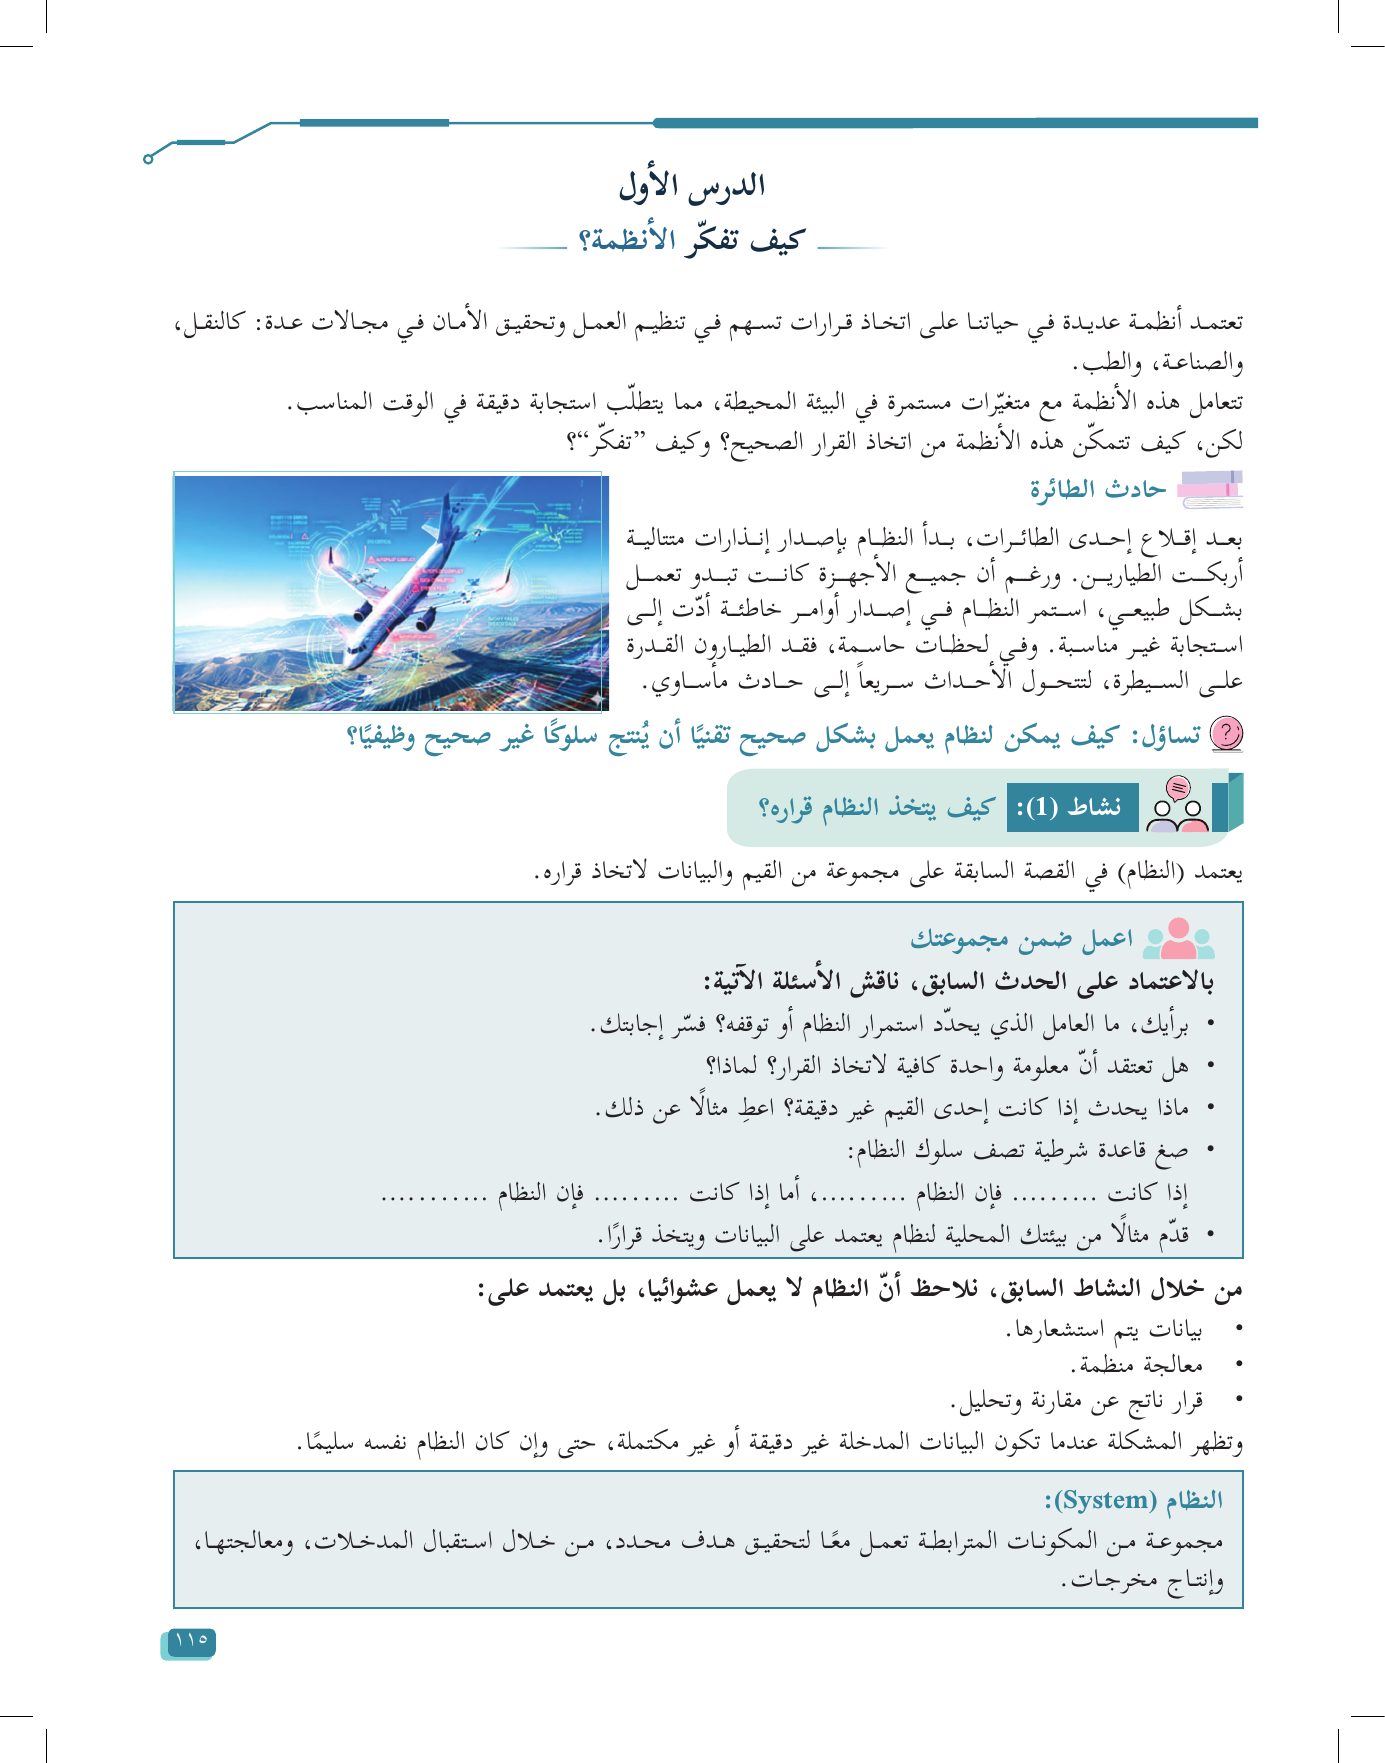 الدرس الأول
كيف تفكّر الأنظمة؟
تعتمد أنظمة عديدة في حياتنا على اتخاذ قرارات تسهم في تنظيم العمل وتحقيق الأمان في مجالات عدة: كالنقل،
والصناعة، والطب.
تتعامل هذه الأنظمة مع متغيّرات مستمرة في البيئة المحيطة، مما يتطلّب استجابة دقيقة في الوقت المناسب.
لكن، كيف تتمكّن هذه الأنظمة من اتخاذ القرار الصحيح؟ وكيف ”تفكّر“؟
حادث الطائرة
بعد إقلاع إحدى الطائرات، بدأ النظام بإصدار إنذارات متتالية
أربكت الطيارين. ورغم أن جميع الأجهزة كانت تبدو تعمل
بشكل طبيعي، استمر النظام في إصدار أوامر خاطئة أدّت إلى
استجابة غير مناسبة. وفي لحظات حاسمة، فقد الطيارون القدرة
على السيطرة، لتتحول الأحداث سريعاً إلى حادث مأساوي.
تساؤل: كيف يمكن لنظام يعمل بشكل صحيح تقنيًا أن يُنتج سلوكًا غير صحيح وظيفيًا؟
نشاط (1): كيف يتخذ النظام قراره؟
يعتمد (النظام) في القصة السابقة على مجموعة من القيم والبيانات لاتخاذ قراره.
اعمل ضمن مجموعتك
بالاعتماد على الحدث السابق، ناقش الأسئلة الآتية:
• برأيك، ما العامل الذي يحدّد استمرار النظام أو توقفه؟ فسّر إجابتك.
• هل تعتقد أنّ معلومة واحدة كافية لاتخاذ القرار؟ لماذا؟
• ماذا يحدث إذا كانت إحدى القيم غير دقيقة؟ اعطِ مثالًا عن ذلك.
• صغ قاعدة شرطية تصف سلوك النظام:
إذا كانت ......... فإن النظام .........، أما إذا كانت ......... فإن النظام ...........
• قدّم مثالًا من بيئتك المحلية لنظام يعتمد على البيانات ويتخذ قرارًا.
من خلال النشاط السابق، نلاحظ أنّ النظام لا يعمل عشوائيا، بل يعتمد على:
• بيانات يتم استشعارها.
• معالجة منظمة.
• قرار ناتج عن مقارنة وتحليل.
وتظهر المشكلة عندما تكون البيانات المدخلة غير دقيقة أو غير مكتملة، حتى وإن كان النظام نفسه سليمًا.
النظام (System):
مجموعة من المكونات المترابطة تعمل معًا لتحقيق هدف محدد، من خلال استقبال المدخلات، ومعالجتها،
وإنتاج مخرجات.
١١٥